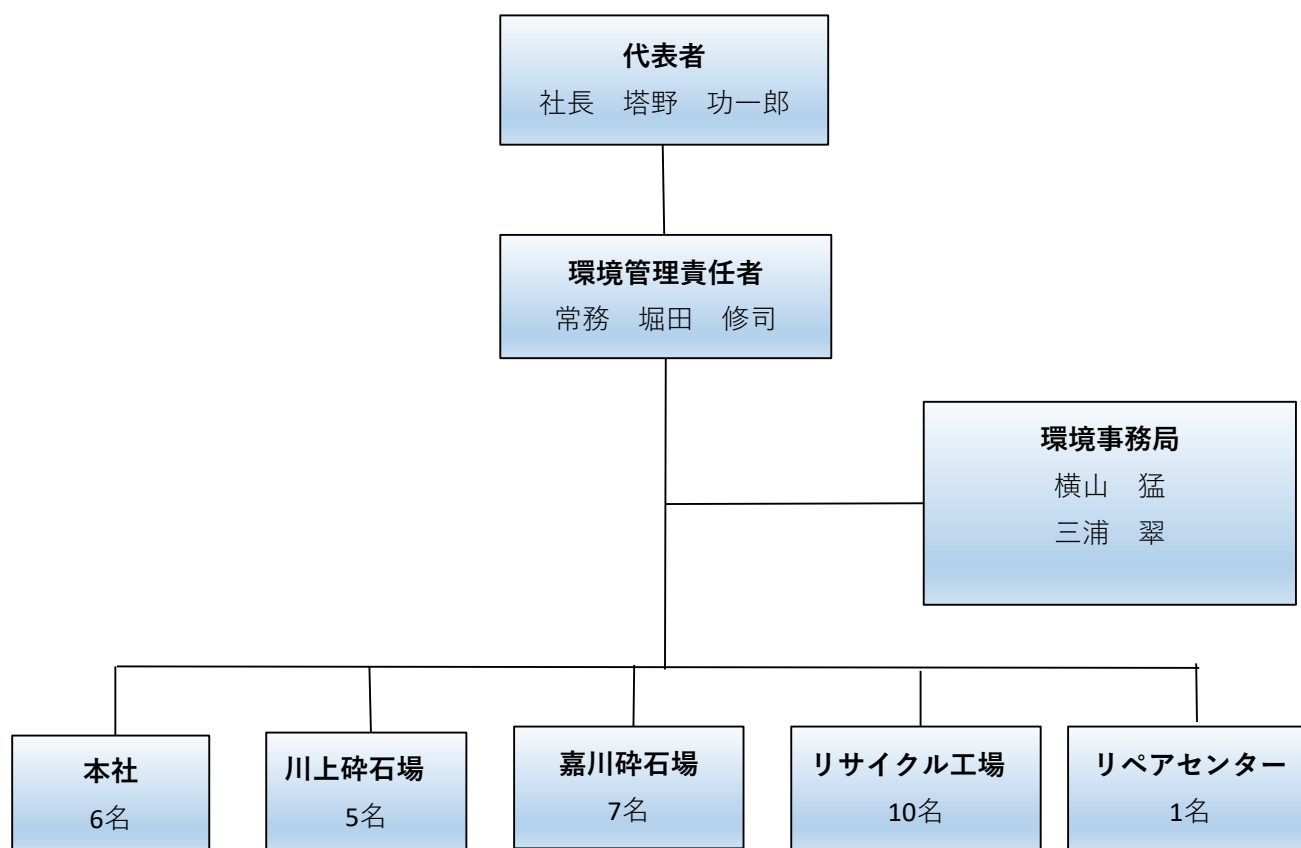 代表者
社長　塔野　功一郎
環境管理責任者
常務　堀田　修司
環境事務局
横山　猛
三浦　翠
本社
6名
川上砕石場
5名
嘉川砕石場
7名
リサイクル工場
10名
リペアセンター
1名